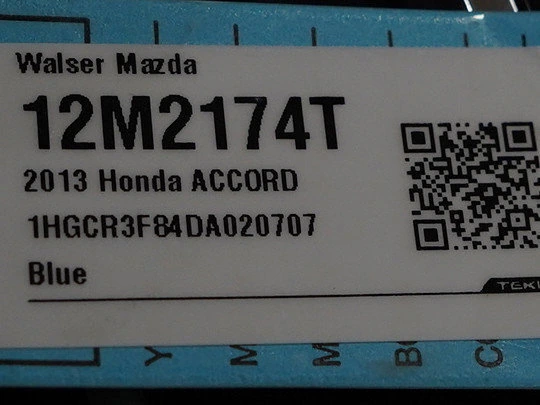 Walser Mazda
12M2174T
2013 Honda ACCORD
1HGCR3F84DA020707
Blue